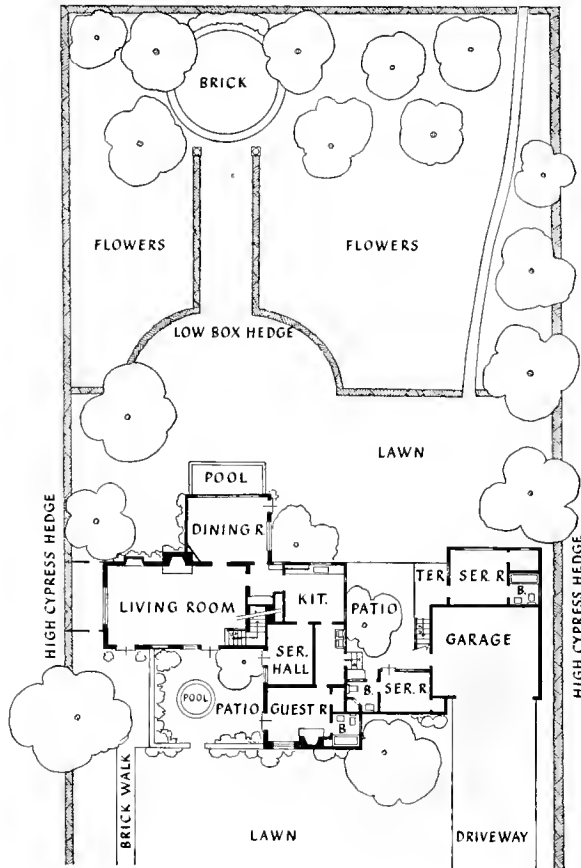 BRICK
FLOWERS
FLOWERS
LOW BOX HEDGE
LAWN
POOL
DINING R.
HIGH CYPRESS HEDGE
HIGH CYPRESS HEDGE
LIVING ROOM
KIT.
PATIO
TER.
SER. R
B.
GARAGE
SER.
HALL
POOL
PATIO
GUEST R
B.
B.
SER. R
BRICK WALK
LAWN
DRIVEWAY